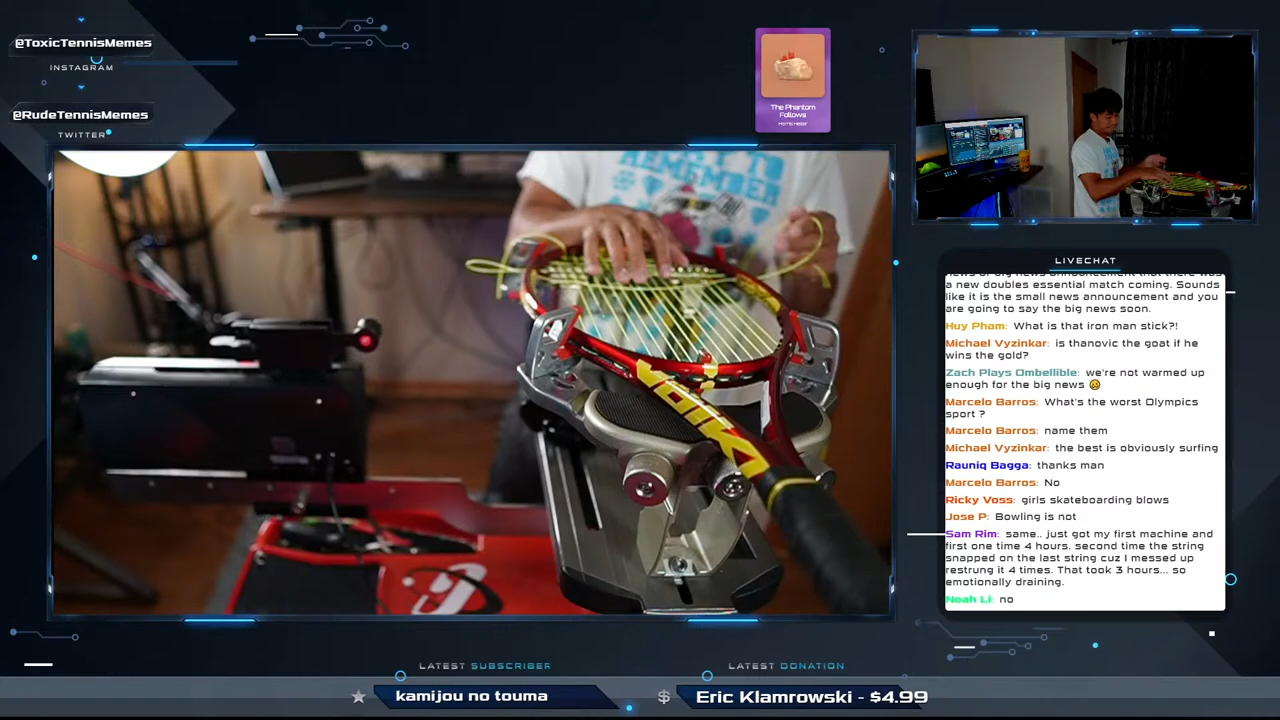 @ToxicTennisMemes
INSTAGRAM
@RudeTennisMemes
TWITTER
The Phantom
Follows
REMEMBER
LIVECHAT
a new doubles essential match coming. Sounds
like it is the small news announcement and you
are going to say the big news soon.
Huy Pham: What is that iron man stick?!
Michael Vyzinkar: is thanovic the goat if he
wins the gold?
Zach Plays Ombellible: we're not warmed up
enough for the big news
Marcelo Barros: What's the worst Olympics
sport ?
Marcelo Barros: name them
Michael Vyzinkar: the best is obviously surfing
Rauniq Bagga: thanks man
Marcelo Barros: No
Ricky Voss: girls skateboarding blows
Jose P: Bowling is not
Sam Rim: same.. just got my first machine and
first one time 4 hours. second time the string
snapped on the last string cuz I messed up
restrung it 4 times. That took 3 hours... so
emotionally draining.
Noah Li: no
LATEST SUBSCRIBER
kamijou no touma
LATEST DONATION
$ Eric Klamrowski - $4.99